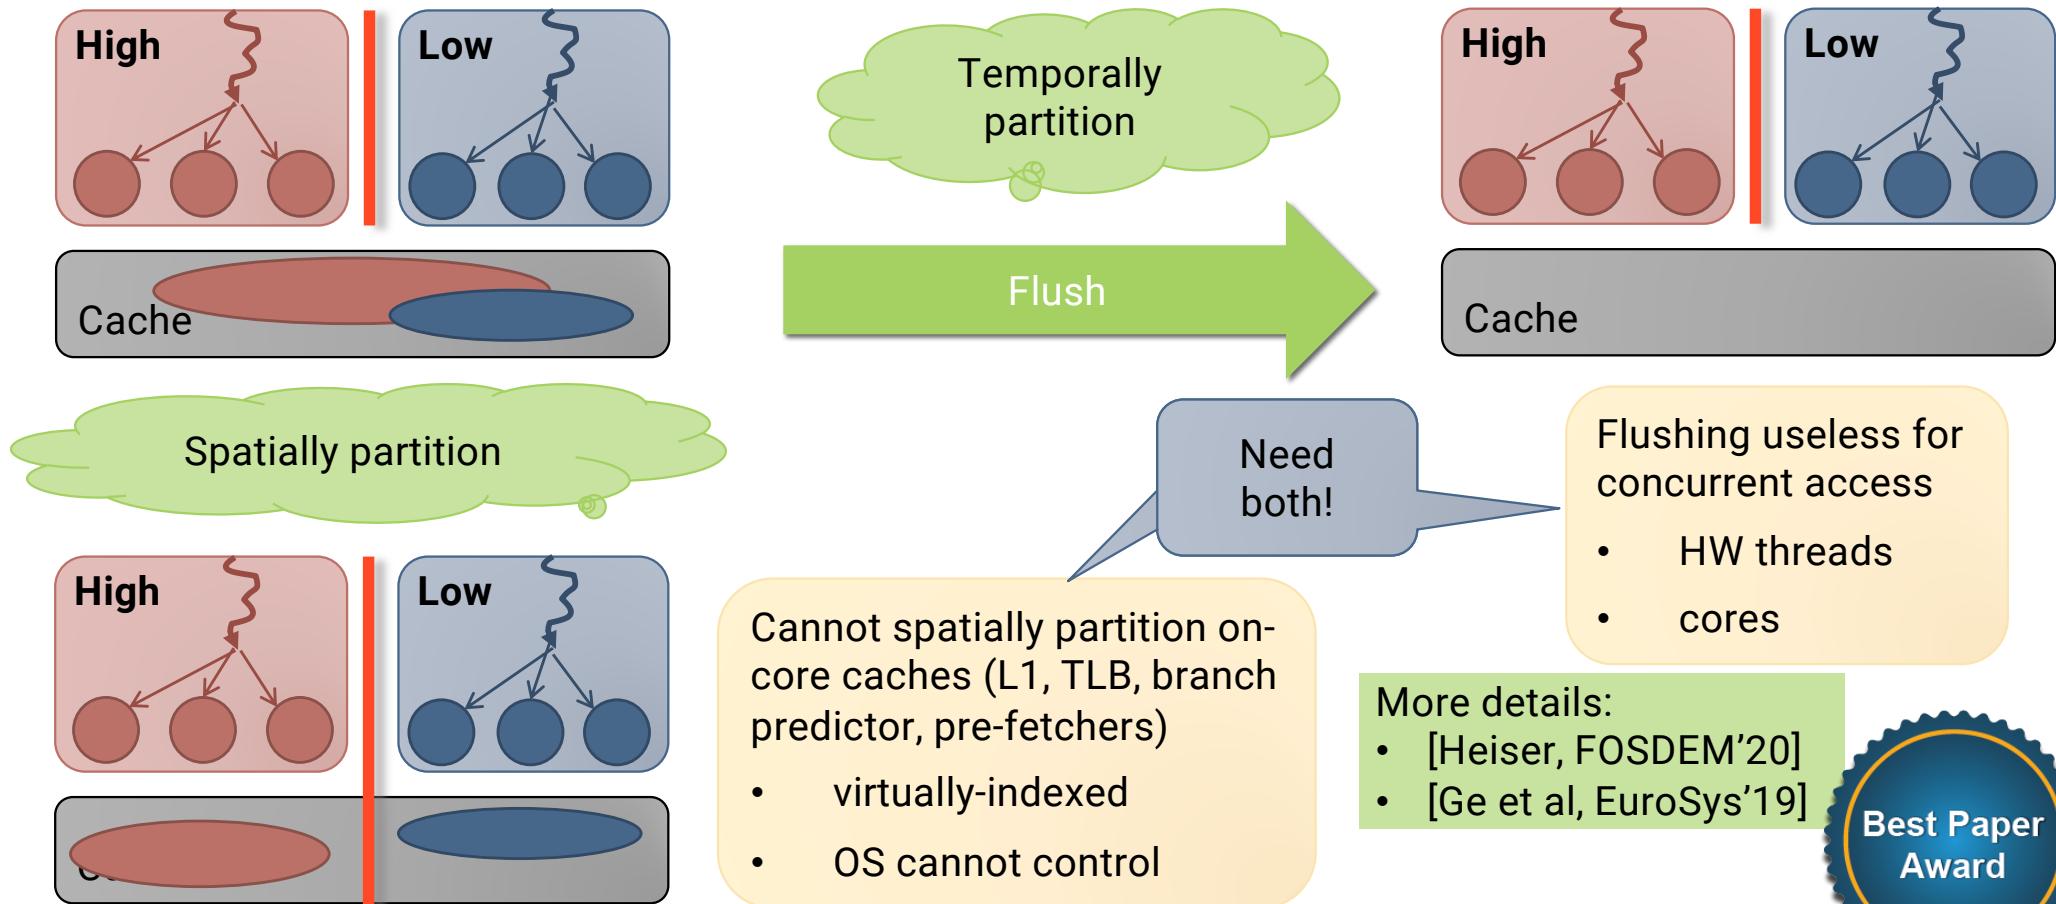 High
Low
Cache
Temporally
partition
Flush
High
Low
Cache
Spatially partition
Need
both!
Flushing useless for
concurrent access
• HW threads
• cores
High
Low
Cannot spatially partition on-
core caches (L1, TLB, branch
predictor, pre-fetchers)
• virtually-indexed
• OS cannot control
More details:
• [Heiser, FOSDEM’20]
• [Ge et al, EuroSys’19]
Best Paper
Award